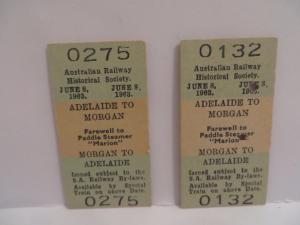 0275
Australian Railway
Historical Society.
JUNE 8, JUNE 8,
1963. 1963.
ADELAIDE TO
MORGAN
Farewell to
Paddle Steamer
"Marion"
MORGAN TO
ADELAIDE
Issued subject to the
S.A. Railway By-laws.
Available by Special
Train on above Date.
0275
0132
Australian Railway
Historical Society.
JUNE 8, JUNE 8,
1963. 1963.
ADELAIDE TO
MORGAN
Farewell to
Paddle Steamer
"Marion"
MORGAN TO
ADELAIDE
Issued subject to the
S.A. Railway By-laws.
Available by Special
Train on above Date.
0132